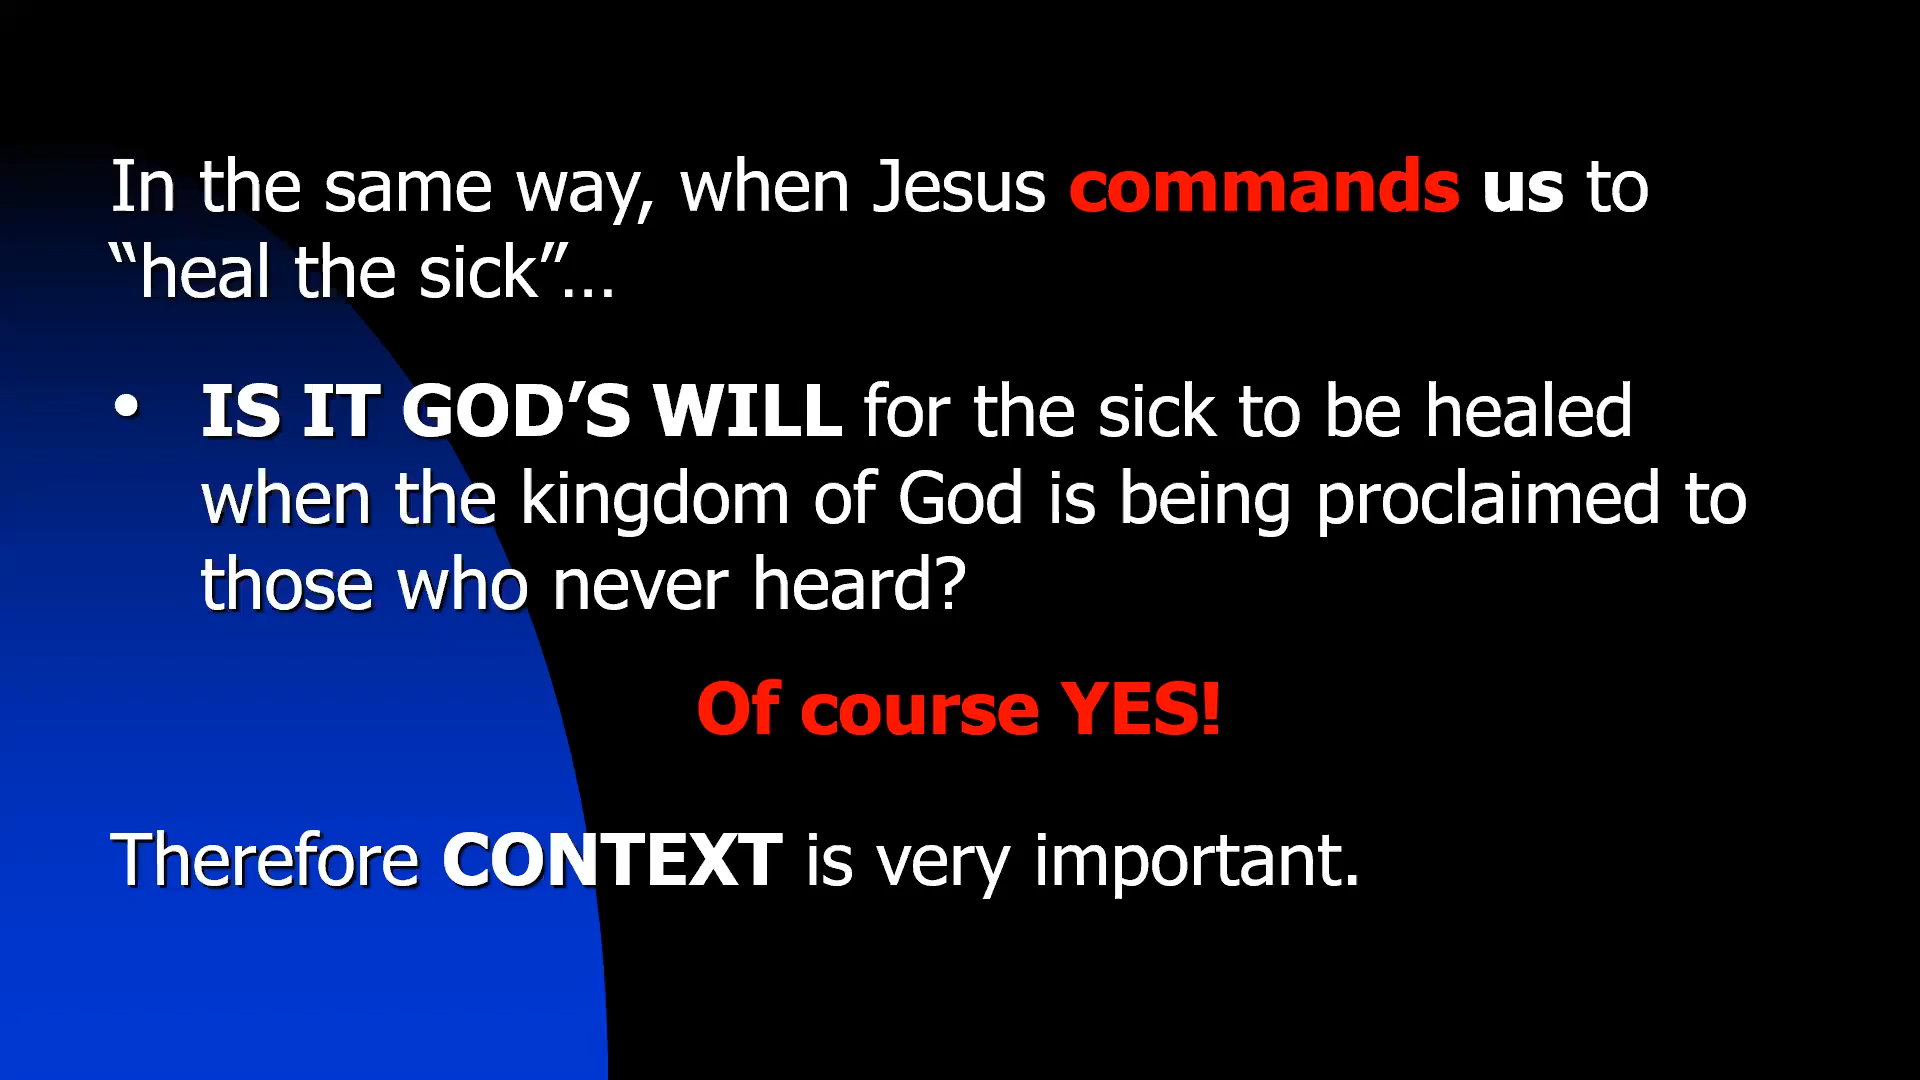 In the same way, when Jesus commands us to
“heal the sick”…
• IS IT GOD’S WILL for the sick to be healed
when the kingdom of God is being proclaimed to
those who never heard?
Of course YES!
Therefore CONTEXT is very important.